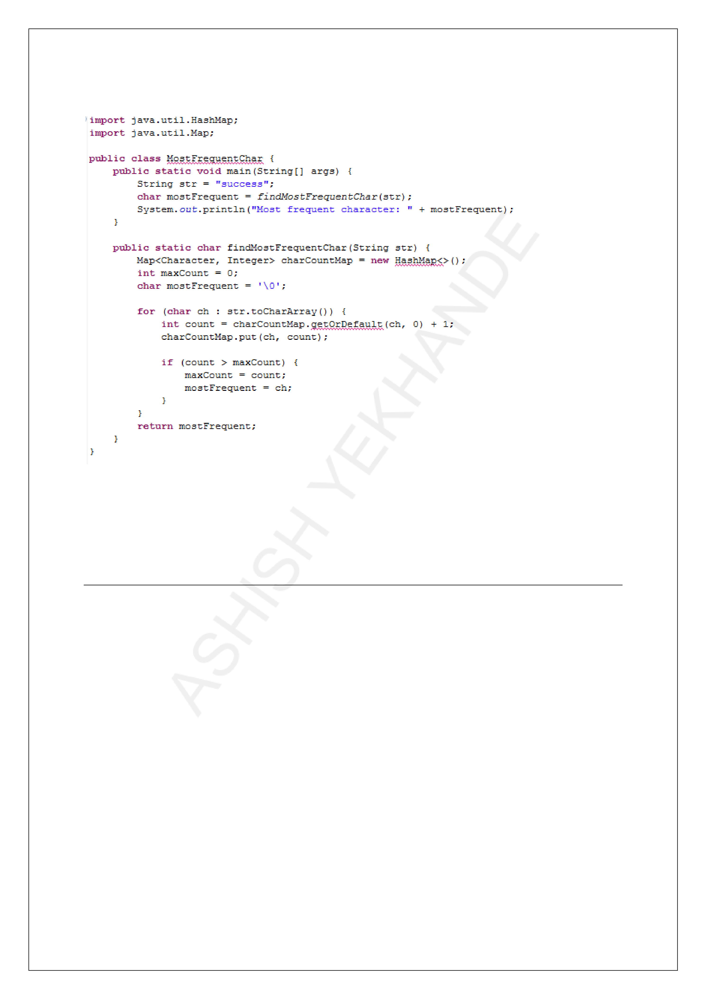 import java.util.HashMap;
import java.util.Map;
public class MostFrequentChar {
public static void main(String[] args) {
String str = "success";
char mostFrequent = findMostFrequentChar(str);
System.out.println("Most frequent character: " + mostFrequent);
}
public static char findMostFrequentChar(String str) {
Map<Character, Integer> charCountMap = new HashMap<>();
int maxCount = 0;
char mostFrequent = '\0';
for (char ch : str.toCharArray()) {
int count = charCountMap.getOrDefault(ch, 0) + 1;
charCountMap.put(ch, count);
if (count > maxCount) {
maxCount = count;
mostFrequent = ch;
}
}
return mostFrequent;
}
}
ASHISH YEKHANDE